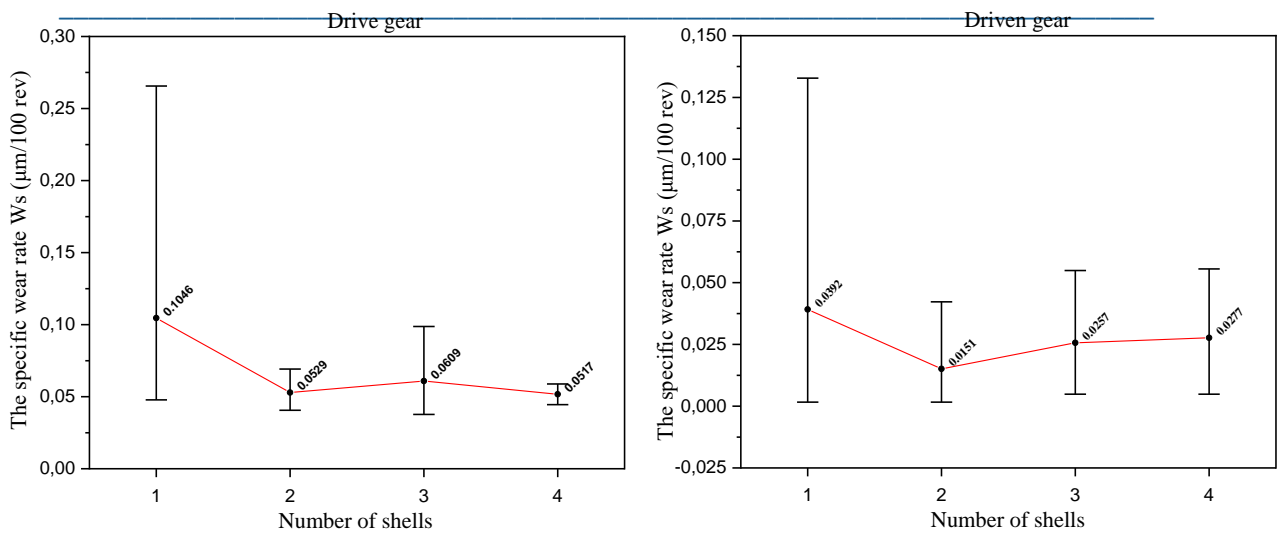 Drive gear
The specific wear rate Ws (µm/100 rev)
0,30
0,25
0,20
0,15
0,10
0,05
0,00
0.1046
0.0529
0.0609
0.0517
1 2 3 4
Number of shells
Driven gear
The specific wear rate Ws (µm/100 rev)
0,150
0,125
0,100
0,075
0,050
0,025
0,000
-0,025
0.0392
0.0151
0.0257
0.0277
1 2 3 4
Number of shells